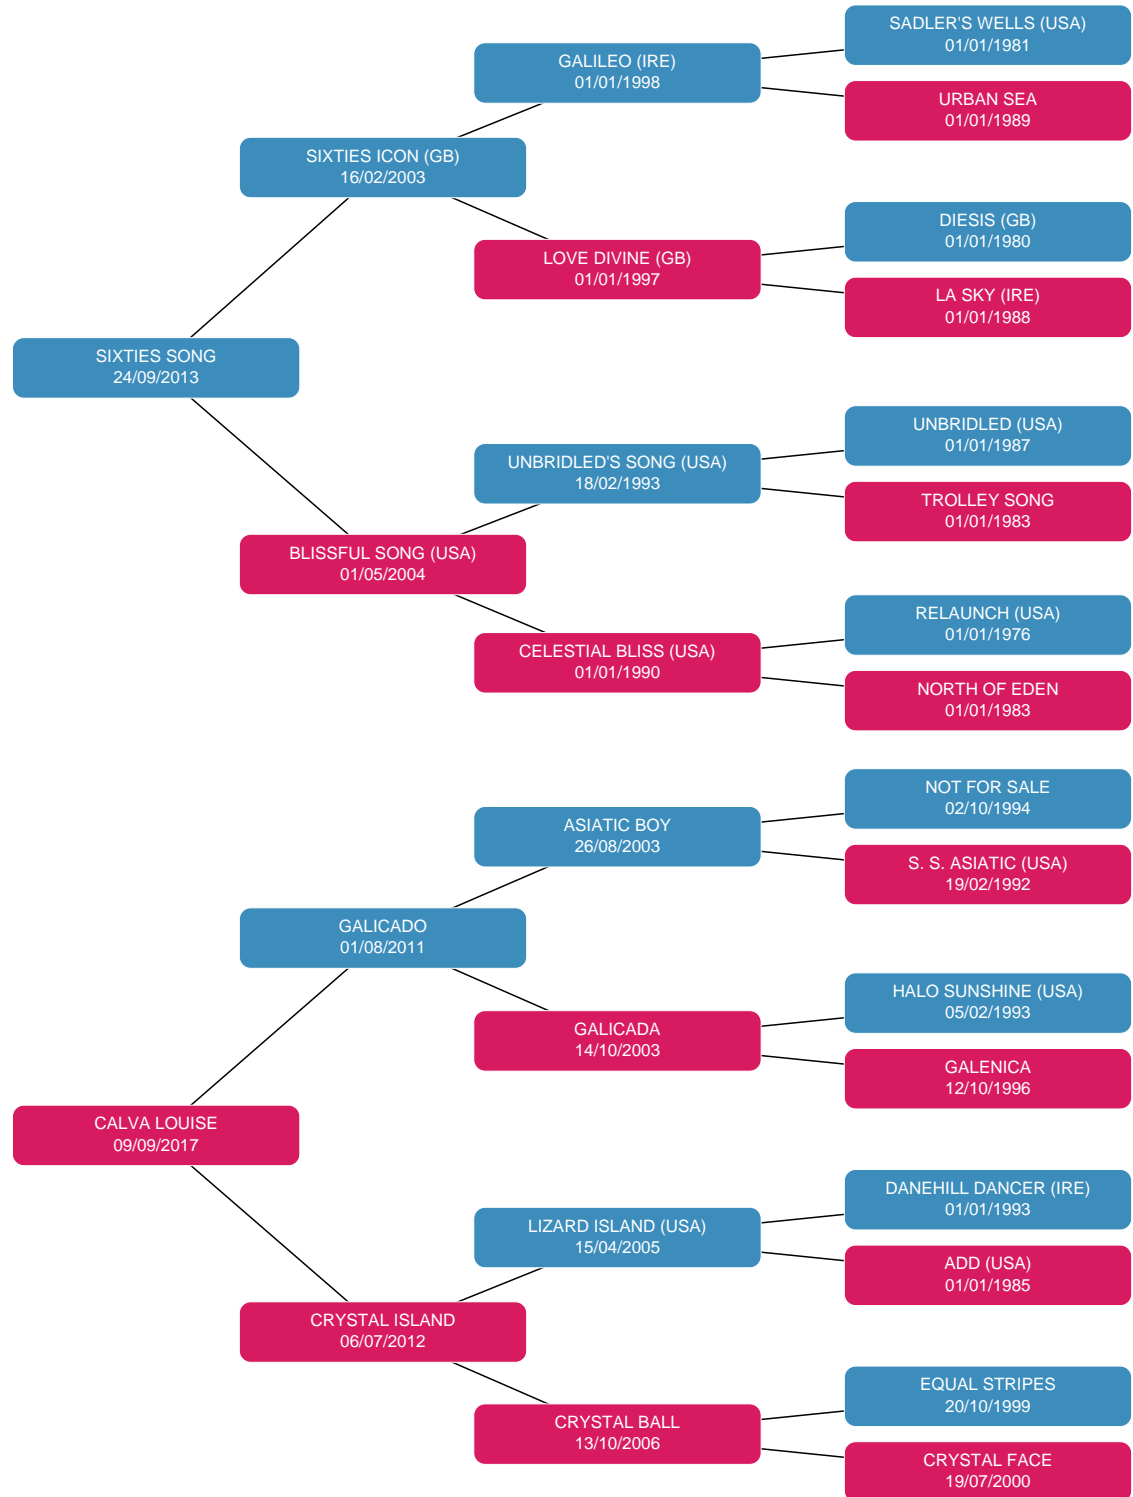 SADLER'S WELLS (USA)
01/01/1981
GALILEO (IRE)
01/01/1998
URBAN SEA
01/01/1989
SIXTIES ICON (GB)
16/02/2003
DIESIS (GB)
01/01/1980
LOVE DIVINE (GB)
01/01/1997
LA SKY (IRE)
01/01/1988
SIXTIES SONG
24/09/2013
UNBRIDLED (USA)
01/01/1987
UNBRIDLED'S SONG (USA)
18/02/1993
TROLLEY SONG
01/01/1983
BLISSFUL SONG (USA)
01/05/2004
RELAUNCH (USA)
01/01/1976
CELESTIAL BLISS (USA)
01/01/1990
NORTH OF EDEN
01/01/1983
NOT FOR SALE
02/10/1994
ASIATIC BOY
26/08/2003
S. S. ASIATIC (USA)
19/02/1992
GALICADO
01/08/2011
HALO SUNSHINE (USA)
05/02/1993
GALICADA
14/10/2003
GALENICA
12/10/1996
CALVA LOUISE
09/09/2017
DANEHILL DANCER (IRE)
01/01/1993
LIZARD ISLAND (USA)
15/04/2005
ADD (USA)
01/01/1985
CRYSTAL ISLAND
06/07/2012
EQUAL STRIPES
20/10/1999
CRYSTAL BALL
13/10/2006
CRYSTAL FACE
19/07/2000